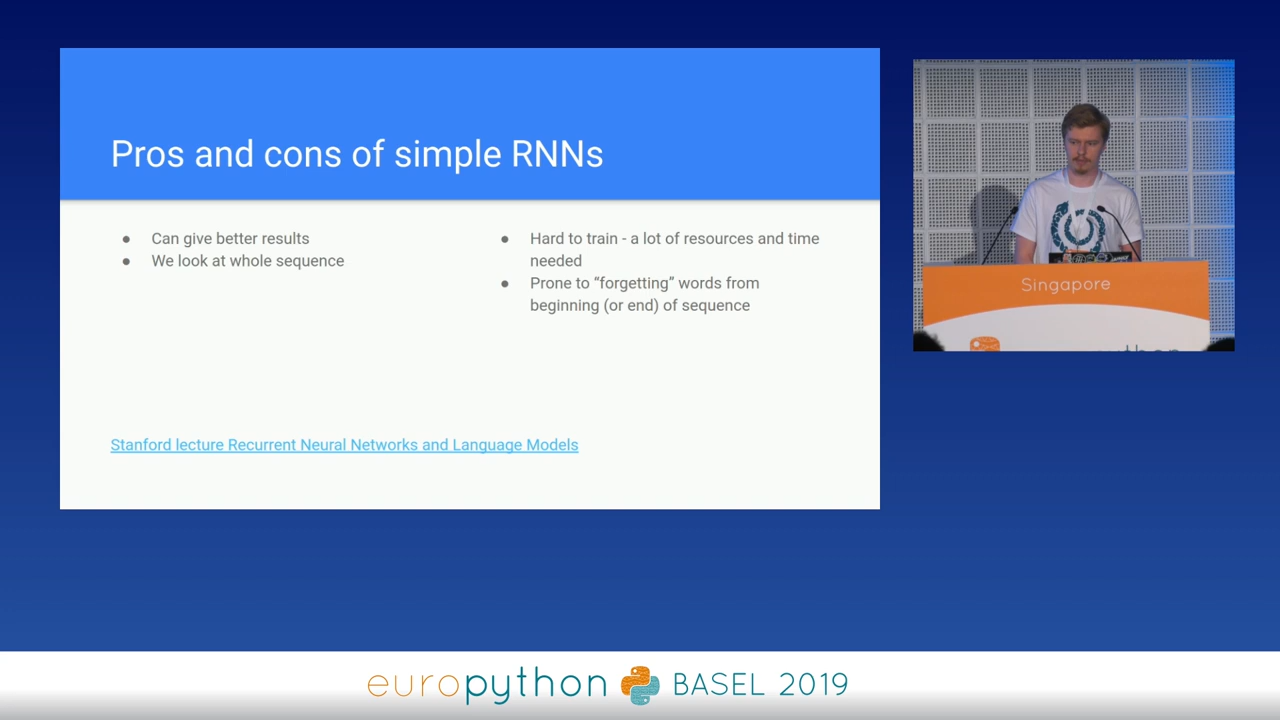 Pros and cons of simple RNNs
● Can give better results
● We look at whole sequence
● Hard to train - a lot of resources and time
needed
● Prone to “forgetting” words from
beginning (or end) of sequence
Stanford lecture Recurrent Neural Networks and Language Models
Singapore
europython BASEL 2019